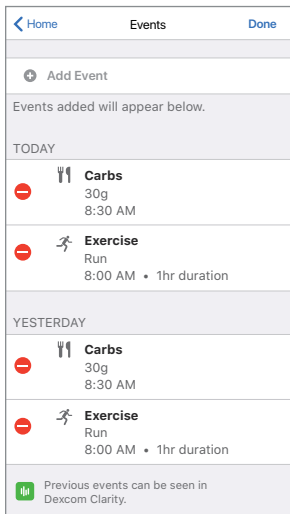 Home Events Done
Add Event
Events added will appear below.
TODAY
Carbs
30g
8:30 AM
Exercise
Run
8:00 AM • 1hr duration
YESTERDAY
Carbs
30g
8:30 AM
Exercise
Run
8:00 AM • 1hr duration
Previous events can be seen in
Dexcom Clarity.